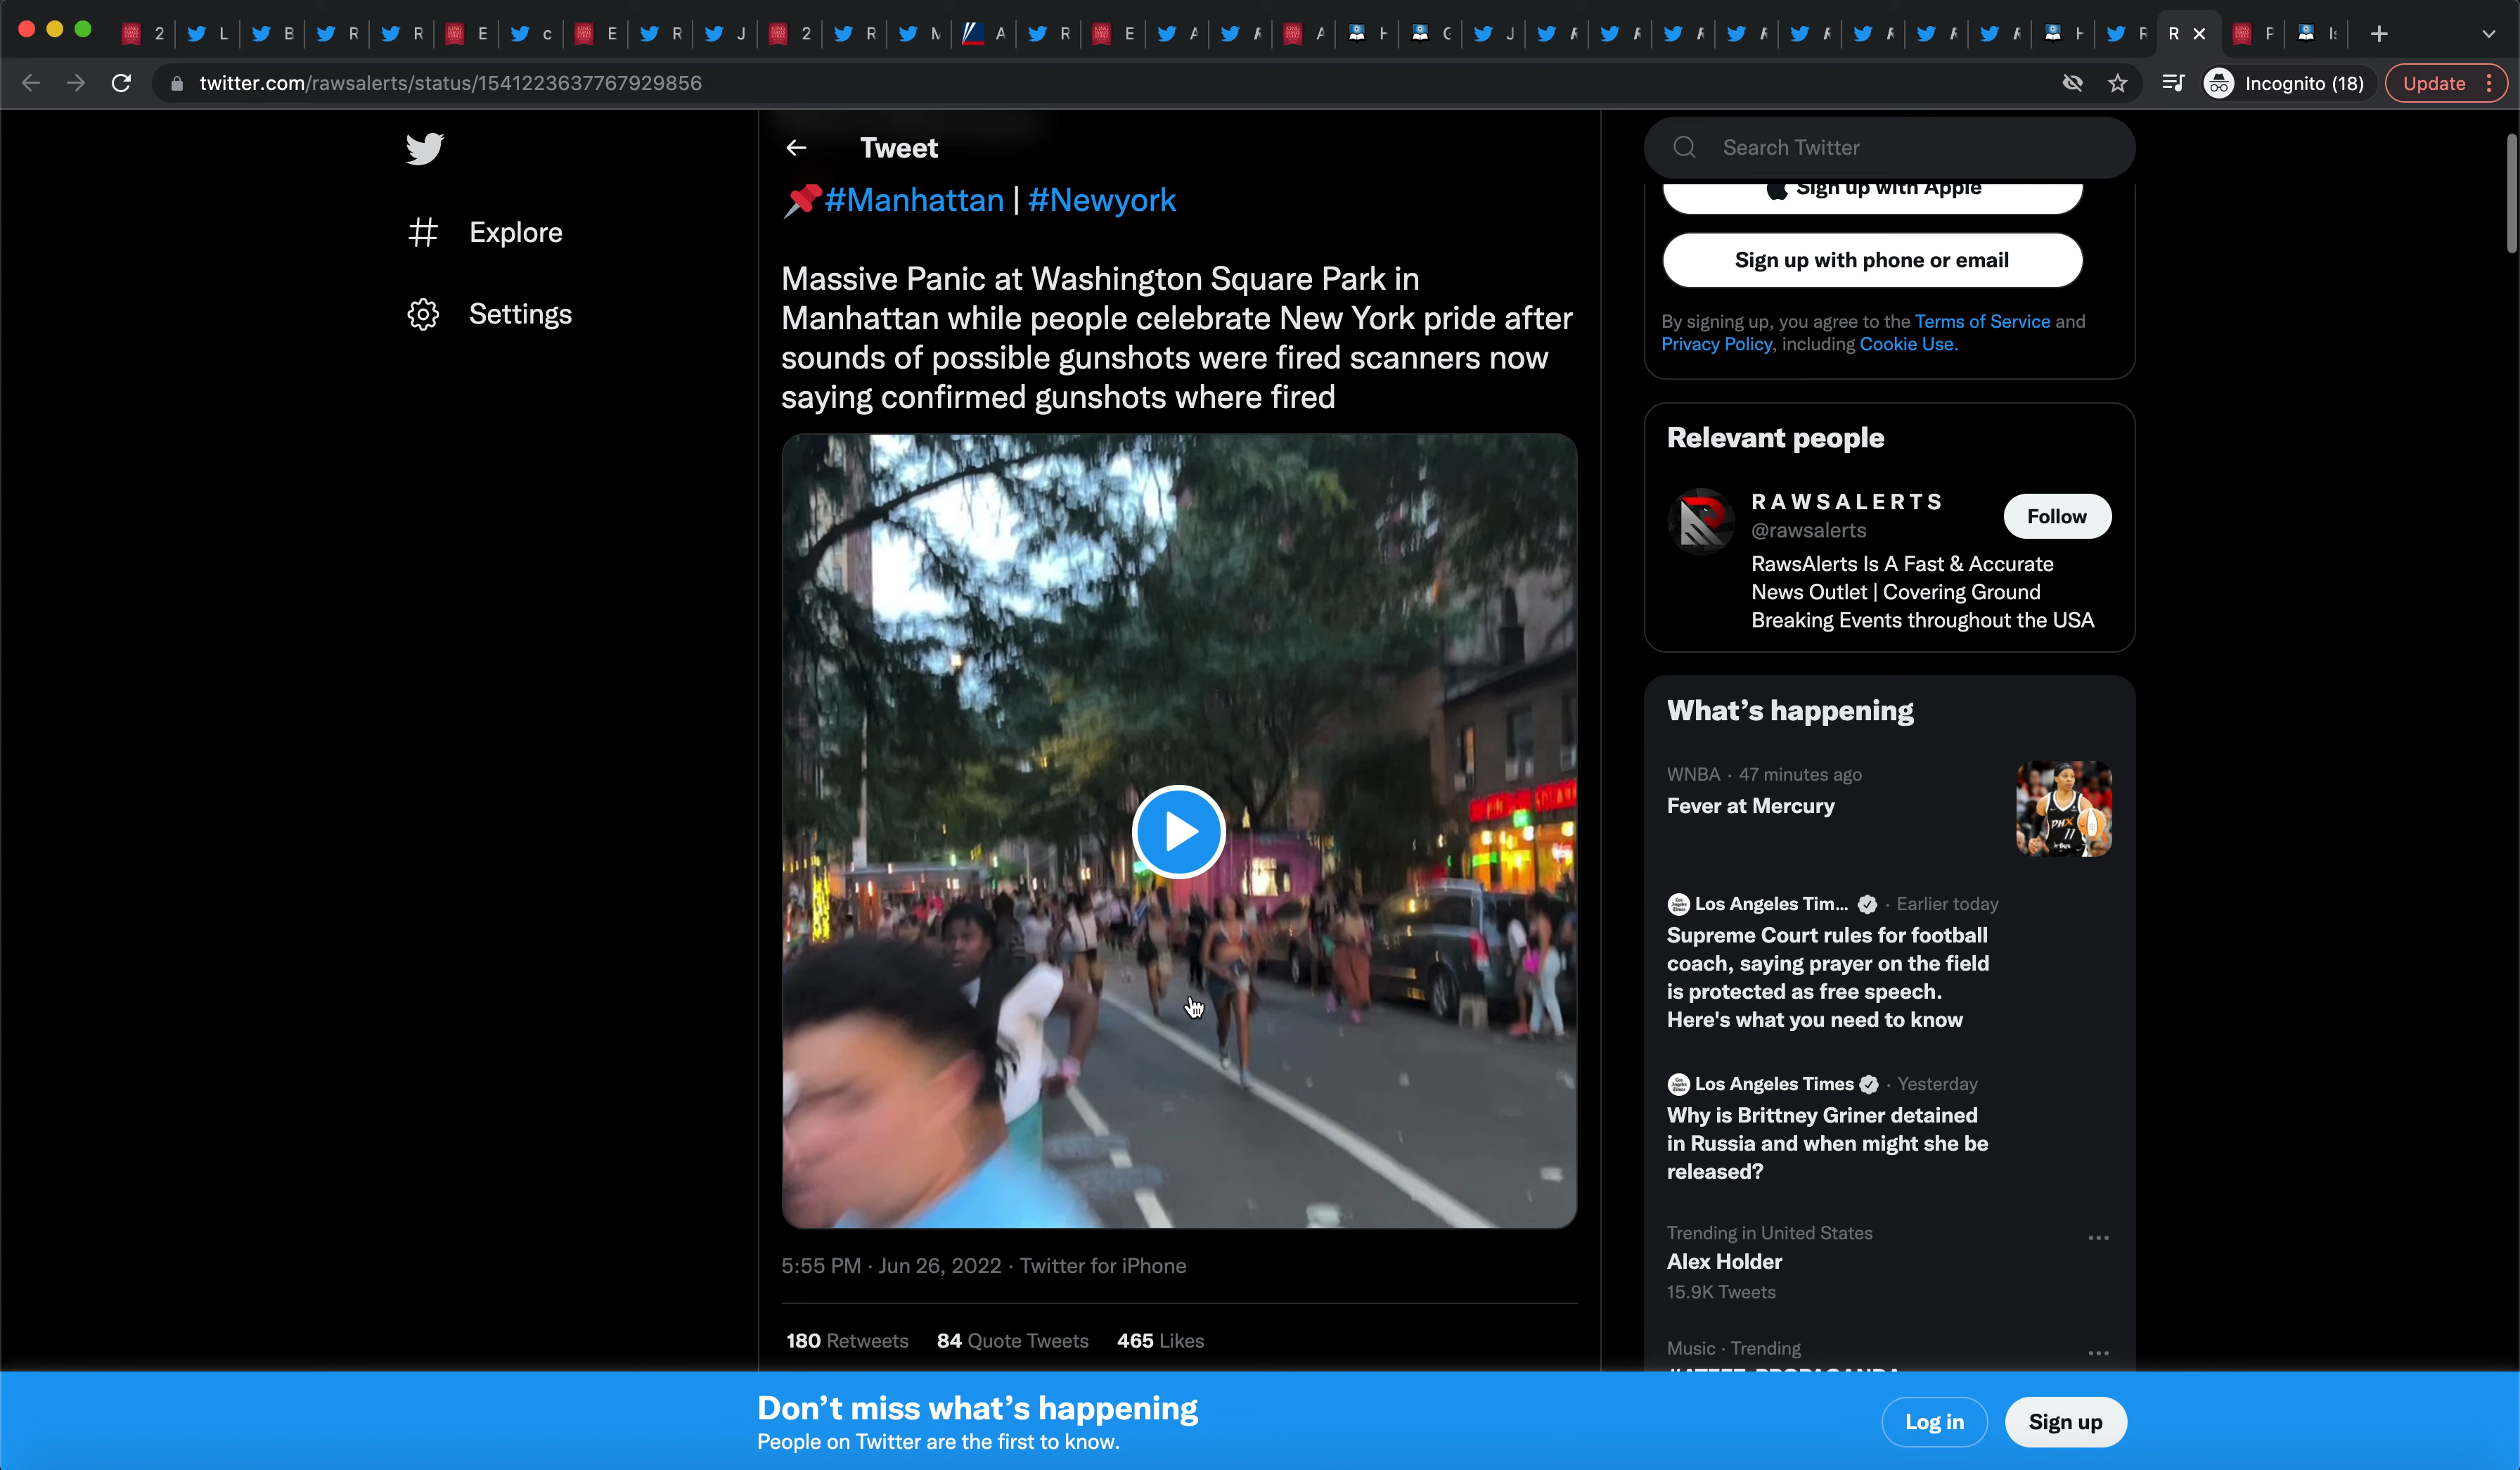 2 L B R R E c E R J 2 R M A R E A A A H C J A A A A A A A A H R R P Is
twitter.com/rawsalerts/status/1541223637767929856
Incognito (18)
Update
Explore
Settings
Tweet
#Manhattan | #Newyork
Massive Panic at Washington Square Park in
Manhattan while people celebrate New York pride after
sounds of possible gunshots were fired scanners now
saying confirmed gunshots where fired
5:55 PM · Jun 26, 2022 · Twitter for iPhone
180 Retweets 84 Quote Tweets 465 Likes
Search Twitter
Sign up with Apple
Sign up with phone or email
By signing up, you agree to the Terms of Service and
Privacy Policy, including Cookie Use.
Relevant people
R A W S A L E R T S
@rawsalerts
Follow
RawsAlerts Is A Fast & Accurate
News Outlet | Covering Ground
Breaking Events throughout the USA
What's happening
WNBA · 47 minutes ago
Fever at Mercury
PHX
11
Los Angeles Tim... · Earlier today
Supreme Court rules for football
coach, saying prayer on the field
is protected as free speech.
Here's what you need to know
Los Angeles Times · Yesterday
Why is Brittney Griner detained
in Russia and when might she be
released?
Trending in United States
Alex Holder
15.9K Tweets
Music · Trending
Don't miss what's happening
People on Twitter are the first to know.
Log in
Sign up